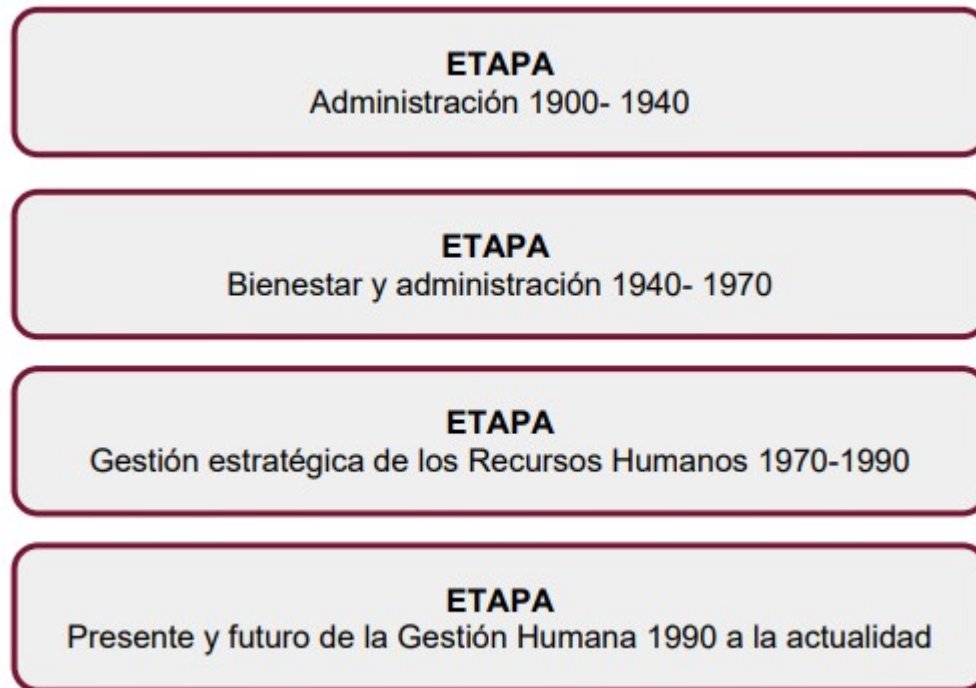 ETAPA
Administración 1900- 1940
ETAPA
Bienestar y administración 1940- 1970
ETAPA
Gestión estratégica de los Recursos Humanos 1970-1990
ETAPA
Presente y futuro de la Gestión Humana 1990 a la actualidad